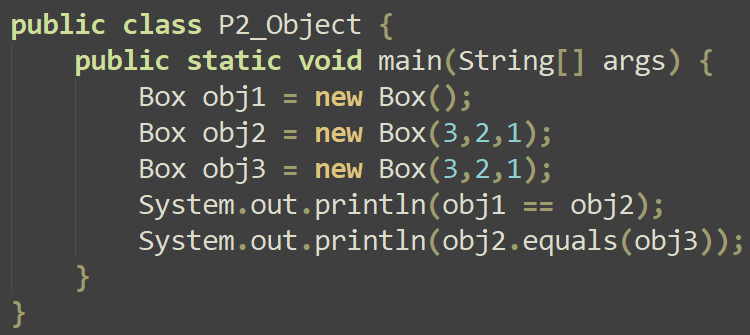 public class P2_Object {
    public static void main(String[] args) {
        Box obj1 = new Box();
        Box obj2 = new Box(3,2,1);
        Box obj3 = new Box(3,2,1);
        System.out.println(obj1 == obj2);
        System.out.println(obj2.equals(obj3));
    }
}